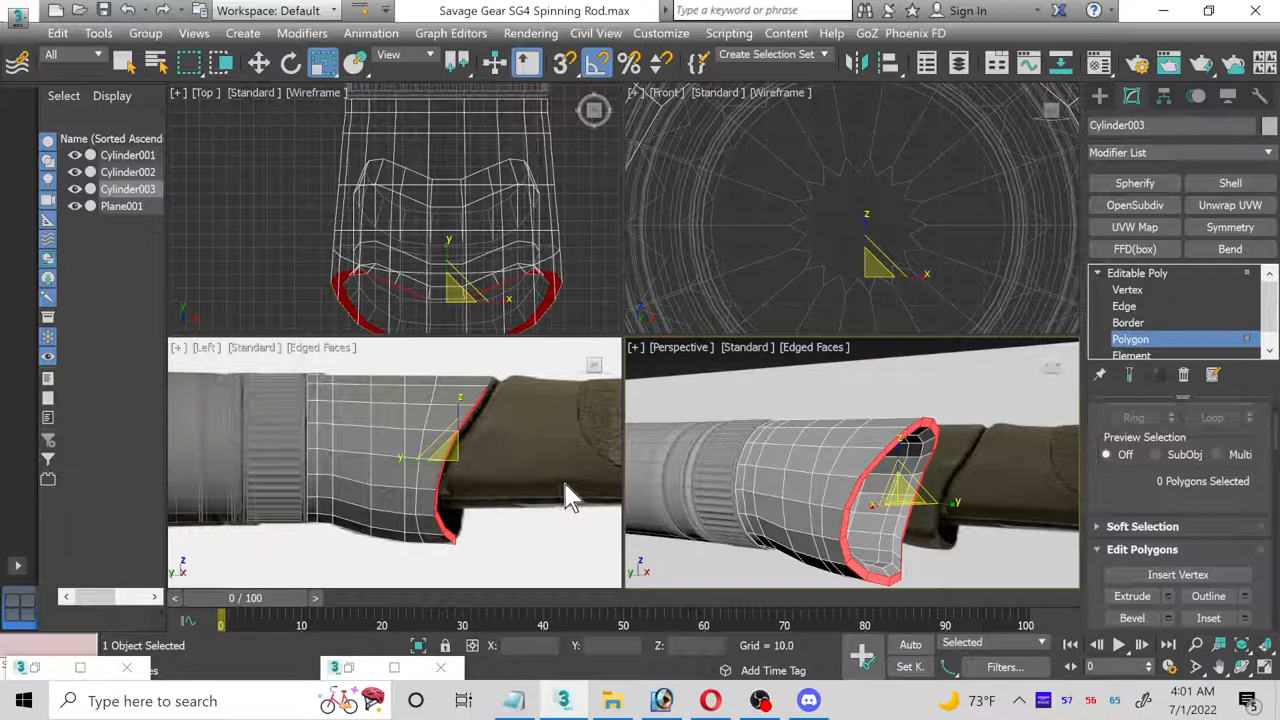 Workspace: Default
Savage Gear SG4 Spinning Rod.max
Type a keyword or phrase
Sign In
Edit Tools Group Views Create Modifiers Animation Graph Editors Rendering Civil View Customize Scripting Content Help GoZ Phoenix FD
All
View
Create Selection Set
Select Display
Name (Sorted Ascend
Cylinder001
Cylinder002
Cylinder003
Plane001
[+] [Top] [Standard] [Wireframe]
[+] [Front] [Standard] [Wireframe]
[+] [Left] [Standard] [Edged Faces]
[+] [Perspective] [Standard] [Edged Faces]
Cylinder003
Modifier List
Spherify Shell
OpenSubdiv Unwrap UVW
UVW Map Symmetry
FFD(box) Bend
Editable Poly
Vertex
Edge
Border
Polygon
Element
Ring Loop
Preview Selection
Off SubObj Multi
0 Polygons Selected
Soft Selection
Edit Polygons
Insert Vertex
Extrude Outline
Bevel Inset
0 / 100
0 10 20 30 40 50 60 70 80 90 100
1 Object Selected
X: Y: Z: Grid = 10.0
Auto Selected
Add Time Tag
Set K. Filters...
0
Type here to search
73°F
57 56 65
4:01 AM
7/1/2022
5